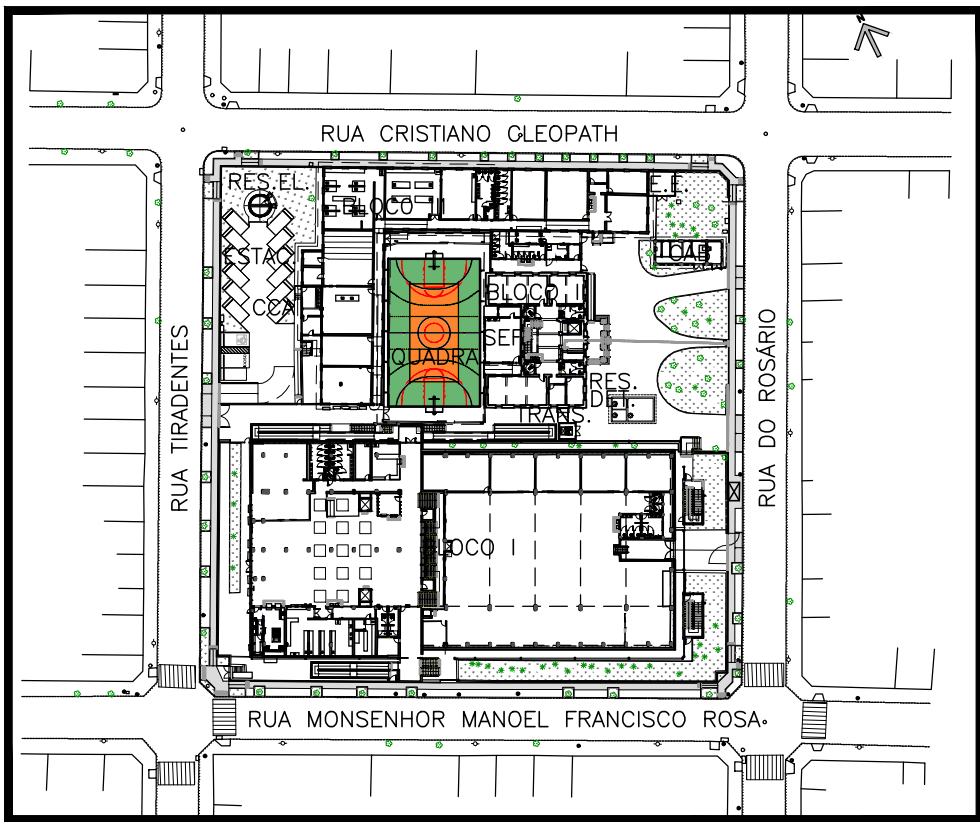 N
RUA CRISTIANO CLEOPATH
RES.EL.
E.E.
BLOCO II
ESTAC.
CAB
CCA
BLOCO I
SEF
QUADRA
RUA TIRADENTES
RUA DO ROSÁRIO
RES.
DET.
TRANS.
BLOCO I
RUA MONSENHOR MANOEL FRANCISCO ROSA